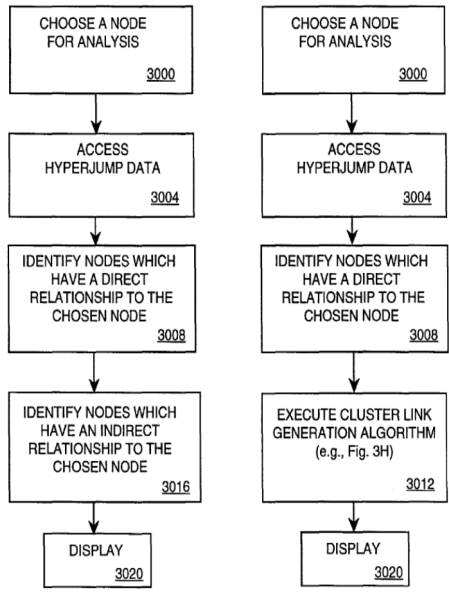 CHOOSE A NODE
FOR ANALYSIS
3000
ACCESS
HYPERJUMP DATA
3004
IDENTIFY NODES WHICH
HAVE A DIRECT
RELATIONSHIP TO THE
CHOSEN NODE
3008
IDENTIFY NODES WHICH
HAVE AN INDIRECT
RELATIONSHIP TO THE
CHOSEN NODE
3016
DISPLAY
3020
CHOOSE A NODE
FOR ANALYSIS
3000
ACCESS
HYPERJUMP DATA
3004
IDENTIFY NODES WHICH
HAVE A DIRECT
RELATIONSHIP TO THE
CHOSEN NODE
3008
EXECUTE CLUSTER LINK
GENERATION ALGORITHM
(e.g., Fig. 3H)
3012
DISPLAY
3020